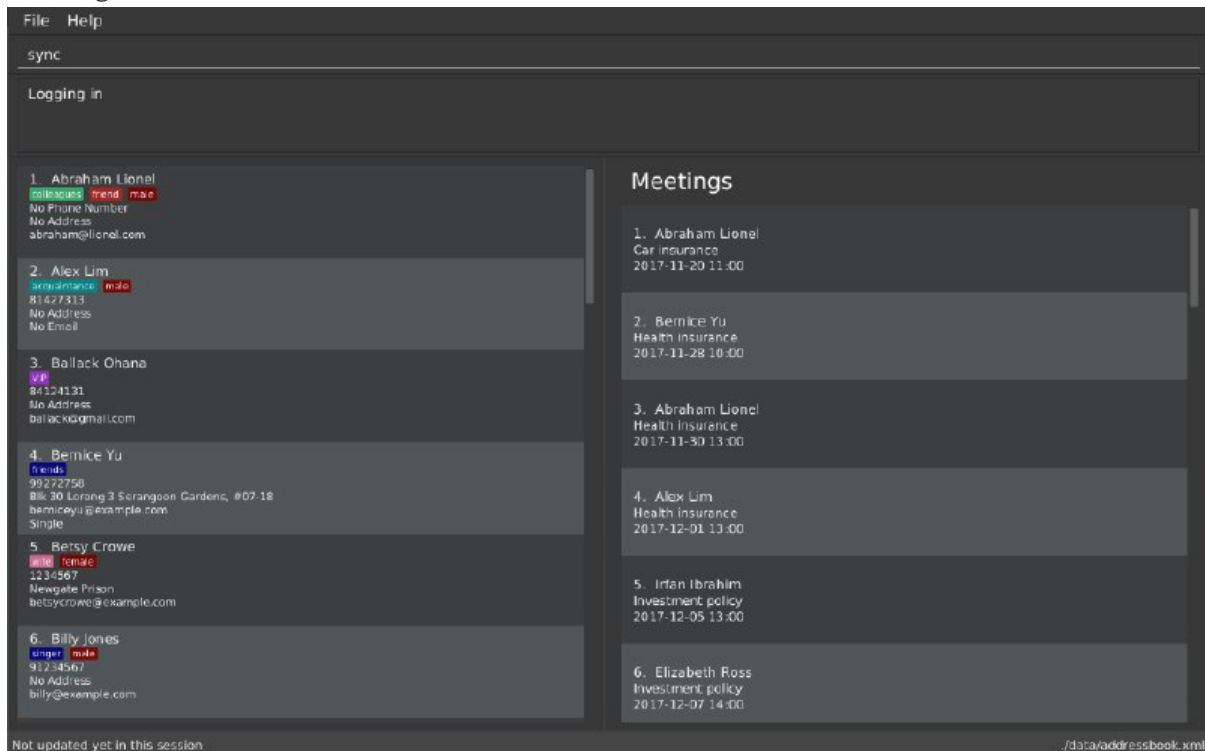 File Help
sync
Logging in
1. Abraham Lionel
colleagues friend male
No Phone Number
No Address
abraham@lionel.com
2. Alex Lim
acquaintance male
81427313
No Address
No Email
3. Ballack Ohana
VIP
84124131
No Address
ballack@gmail.com
4. Bernice Yu
friends
99272758
Blk 30 Lorong 3 Serangoon Gardens, #07-18
berniceyu@example.com
Single
5. Betsy Crowe
wife female
1234567
Newgate Prison
betsycrowe@example.com
6. Billy Jones
singer male
91234567
No Address
billy@example.com
Meetings
1. Abraham Lionel
Car insurance
2017-11-20 11:00
2. Bernice Yu
Health insurance
2017-11-28 10:00
3. Abraham Lionel
Health insurance
2017-11-30 13:00
4. Alex Lim
Health insurance
2017-12-01 13:00
5. Irfan Ibrahim
Investment policy
2017-12-05 13:00
6. Elizabeth Ross
Investment policy
2017-12-07 14:00
Not updated yet in this session
./data/addressbook.xml